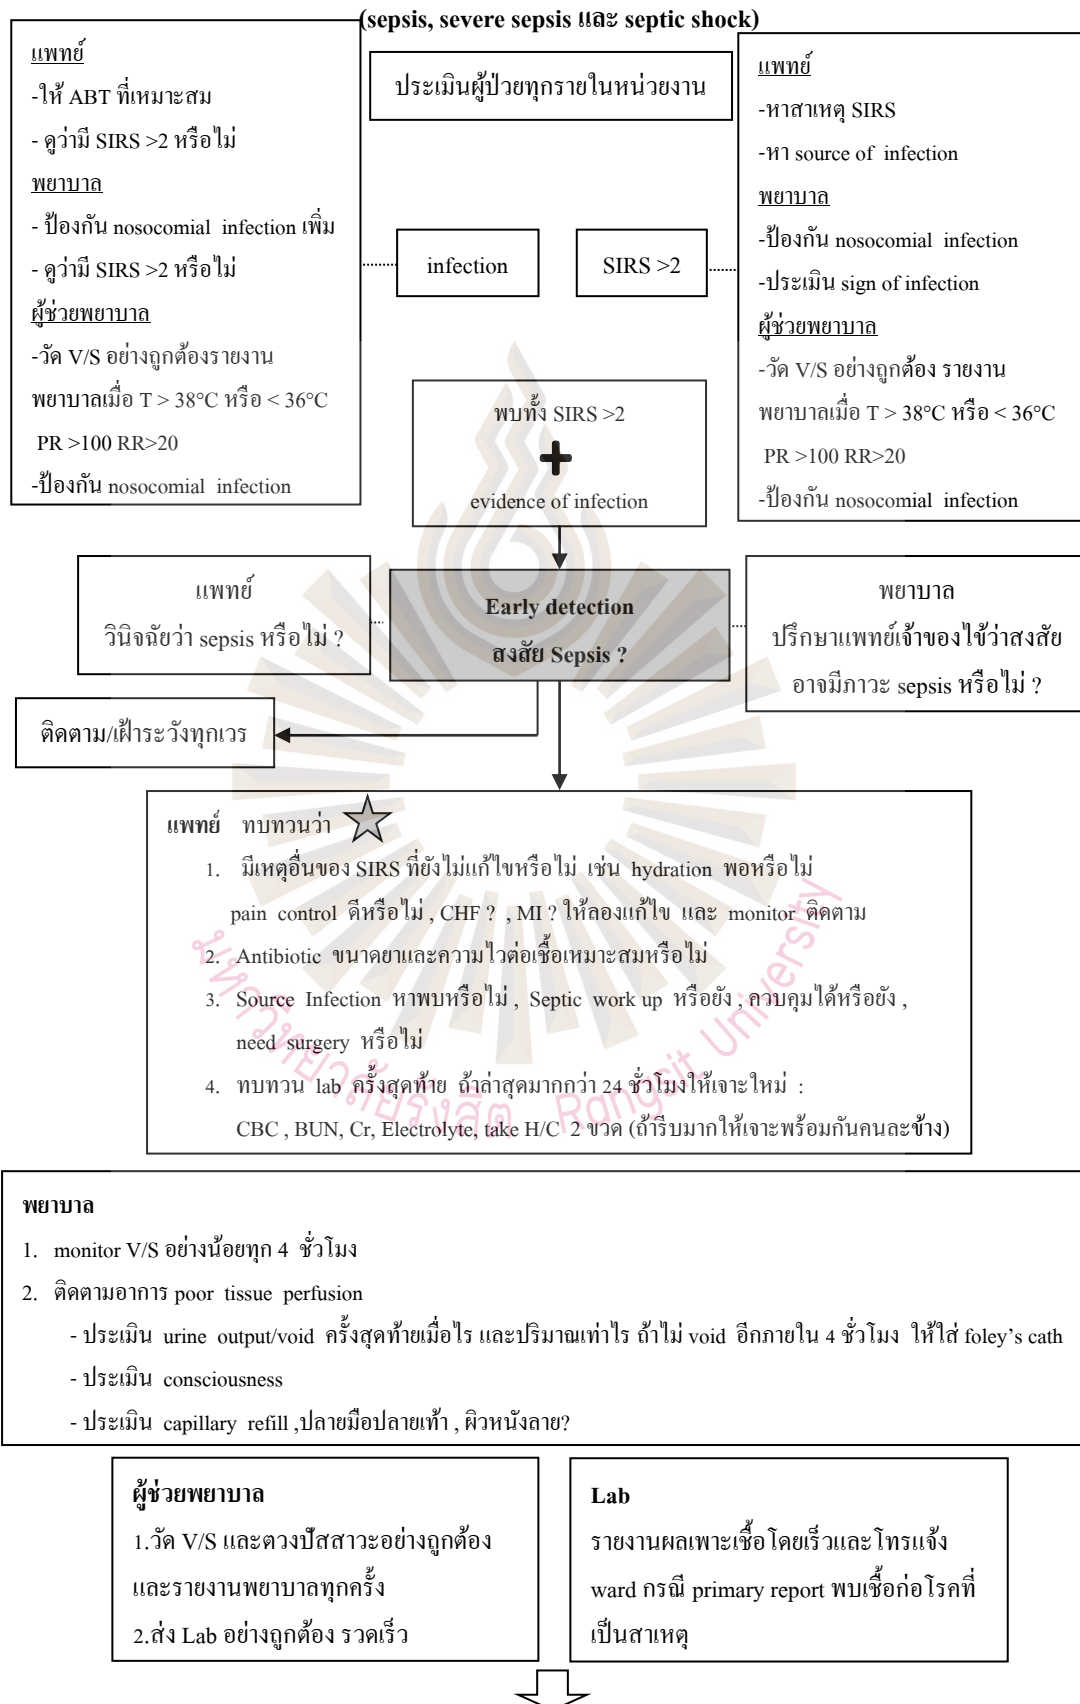 (sepsis, severe sepsis และ septic shock)
แพทย์
-ให้ ABT ที่เหมาะสม
- ดูว่ามี SIRS >2 หรือไม่
พยาบาล
- ป้องกัน nosocomial infection เพิ่ม
- ดูว่ามี SIRS >2 หรือไม่
ผู้ช่วยพยาบาล
-วัด V/S อย่างถูกต้องรายงาน
พยาบาลเมื่อ T > 38°C หรือ < 36°C
PR >100 RR>20
-ป้องกัน nosocomial infection
ประเมินผู้ป่วยทุกรายในหน่วยงาน
infection
SIRS >2
แพทย์
-หาสาเหตุ SIRS
-หา source of infection
พยาบาล
-ป้องกัน nosocomial infection
-ประเมิน sign of infection
ผู้ช่วยพยาบาล
-วัด V/S อย่างถูกต้อง รายงาน
พยาบาลเมื่อ T > 38°C หรือ < 36°C
PR >100 RR>20
-ป้องกัน nosocomial infection
พบทั้ง SIRS >2
+
evidence of infection
แพทย์
วินิจฉัยว่า sepsis หรือไม่ ?
Early detection
สงสัย Sepsis ?
พยาบาล
ปรึกษาแพทย์เจ้าของไข้ว่าสงสัย
อาจมีภาวะ sepsis หรือไม่ ?
ติดตาม/เฝ้าระวังทุกเวร
แพทย์ ทบทวนว่า
1. มีเหตุอื่นของ SIRS ที่ยังไม่แก้ไขหรือไม่ เช่น hydration พอหรือไม่
pain control ดีหรือไม่ , CHF ? , MI ? ให้ลองแก้ไข และ monitor ติดตาม
2. Antibiotic ขนาดยาและความไวต่อเชื้อเหมาะสมหรือไม่
3. Source Infection หาพบหรือไม่ , Septic work up หรือยัง , ควบคุมได้หรือยัง ,
need surgery หรือไม่
4. ทบทวน lab ครั้งสุดท้าย ถ้าล่าสุดมากกว่า 24 ชั่วโมงให้เจาะใหม่ :
CBC , BUN, Cr, Electrolyte, take H/C 2 ขวด (ถ้ารีบมากให้เจาะพร้อมกันคนละข้าง)
มหาวิทยาลัยรังสิต Rangsit University
พยาบาล
1. monitor V/S อย่างน้อยทุก 4 ชั่วโมง
2. ติดตามอาการ poor tissue perfusion
- ประเมิน urine output/void ครั้งสุดท้ายเมื่อไร และปริมาณเท่าไร ถ้าไม่ void อีกภายใน 4 ชั่วโมง ให้ใส่ foley’s cath
- ประเมิน consciousness
- ประเมิน capillary refill ,ปลายมือปลายเท้า , ผิวหนังลาย?
ผู้ช่วยพยาบาล
1.วัด V/S และตวงปัสสาวะอย่างถูกต้อง
และรายงานพยาบาลทุกครั้ง
2.ส่ง Lab อย่างถูกต้อง รวดเร็ว
Lab
รายงานผลเพาะเชื้อโดยเร็วและโทรแจ้ง
ward กรณี primary report พบเชื้อก่อโรคที่
เป็นสาเหตุ